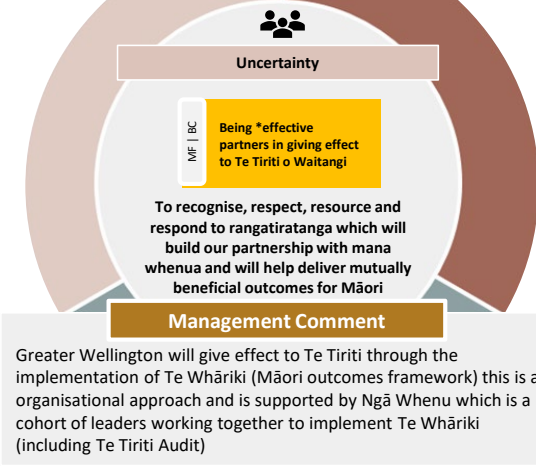 Uncertainty
MF | BC
Being *effective
partners in giving effect
to Te Tiriti o Waitangi
To recognise, respect, resource and
respond to rangatiratanga which will
build our partnership with mana
whenua and will help deliver mutually
beneficial outcomes for Māori
Management Comment
Greater Wellington will give effect to Te Tiriti through the
implementation of Te Whāriki (Māori outcomes framework) this is a
organisational approach and is supported by Ngā Whenu which is a
cohort of leaders working together to implement Te Whāriki
(including Te Tiriti Audit)